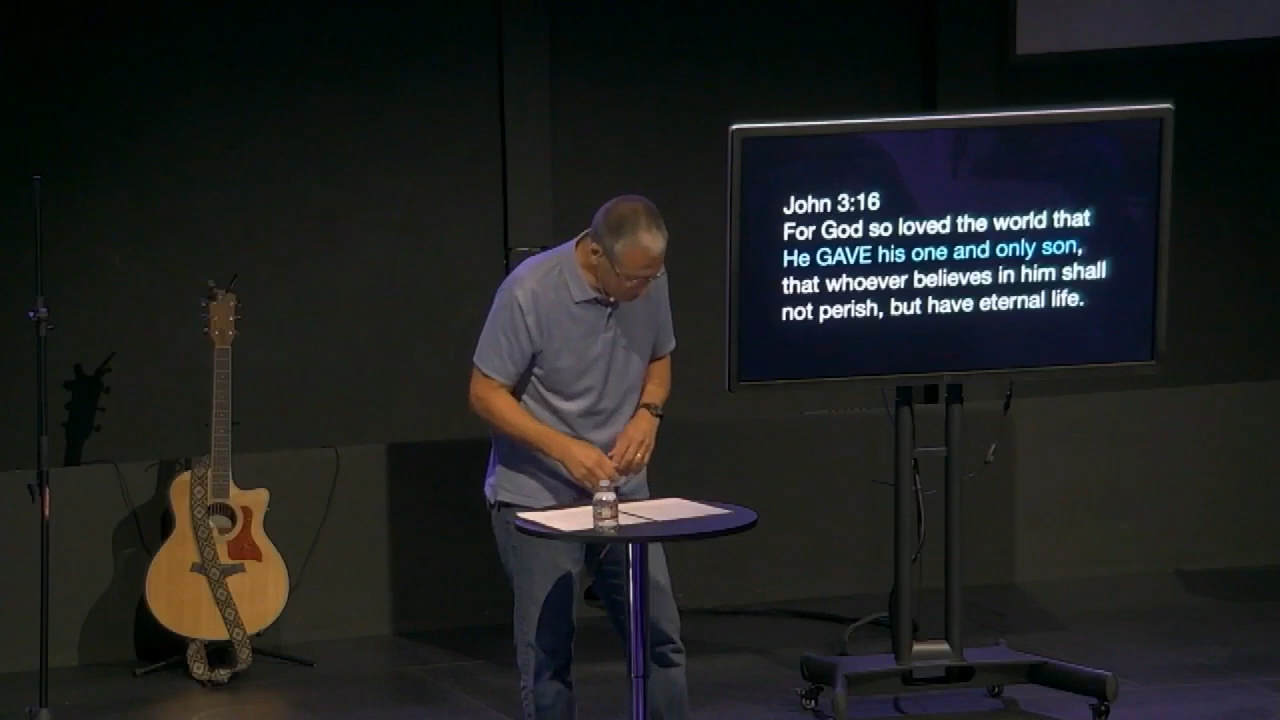 John 3:16
For God so loved the world that
He GAVE his one and only son,
that whoever believes in him shall
not perish, but have eternal life.